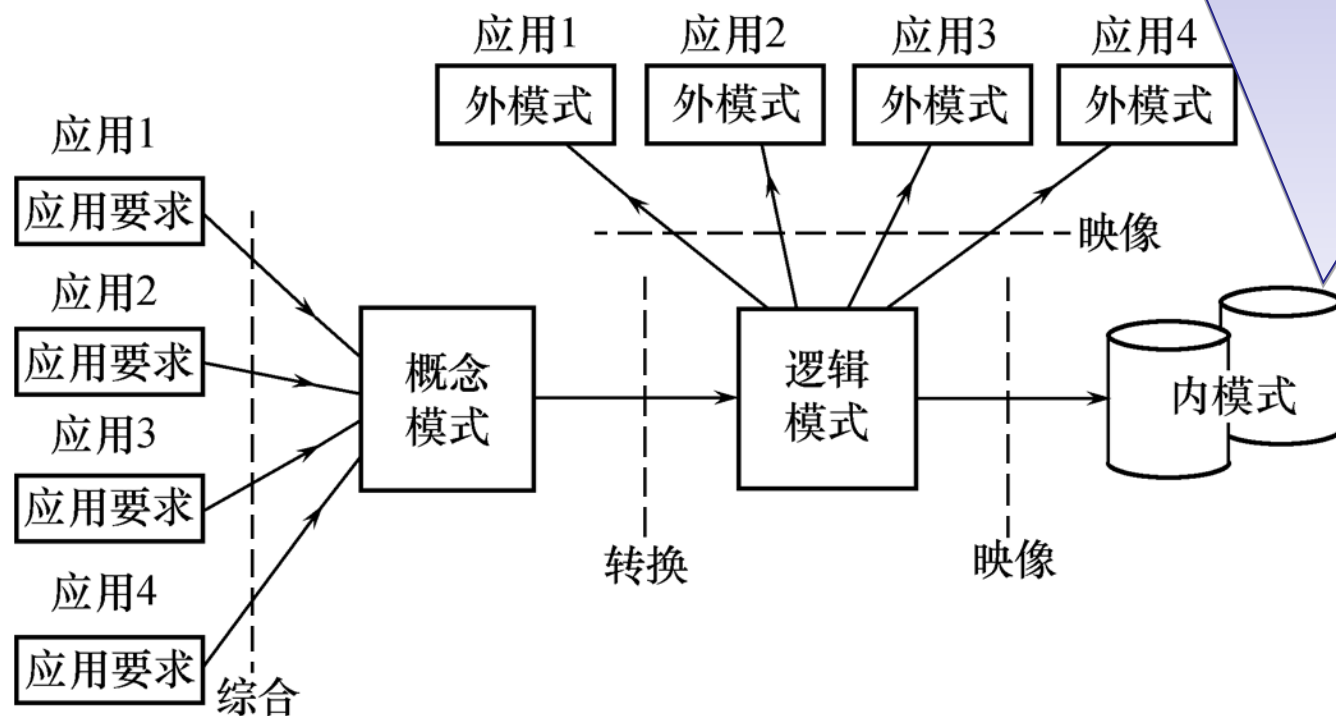 应用1
应用2
应用3
应用4
外模式
外模式
外模式
外模式
映像
应用1
应用要求
应用2
应用要求
应用3
应用要求
应用4
应用要求
综合
概念
模式
转换
逻辑
模式
映像
内模式